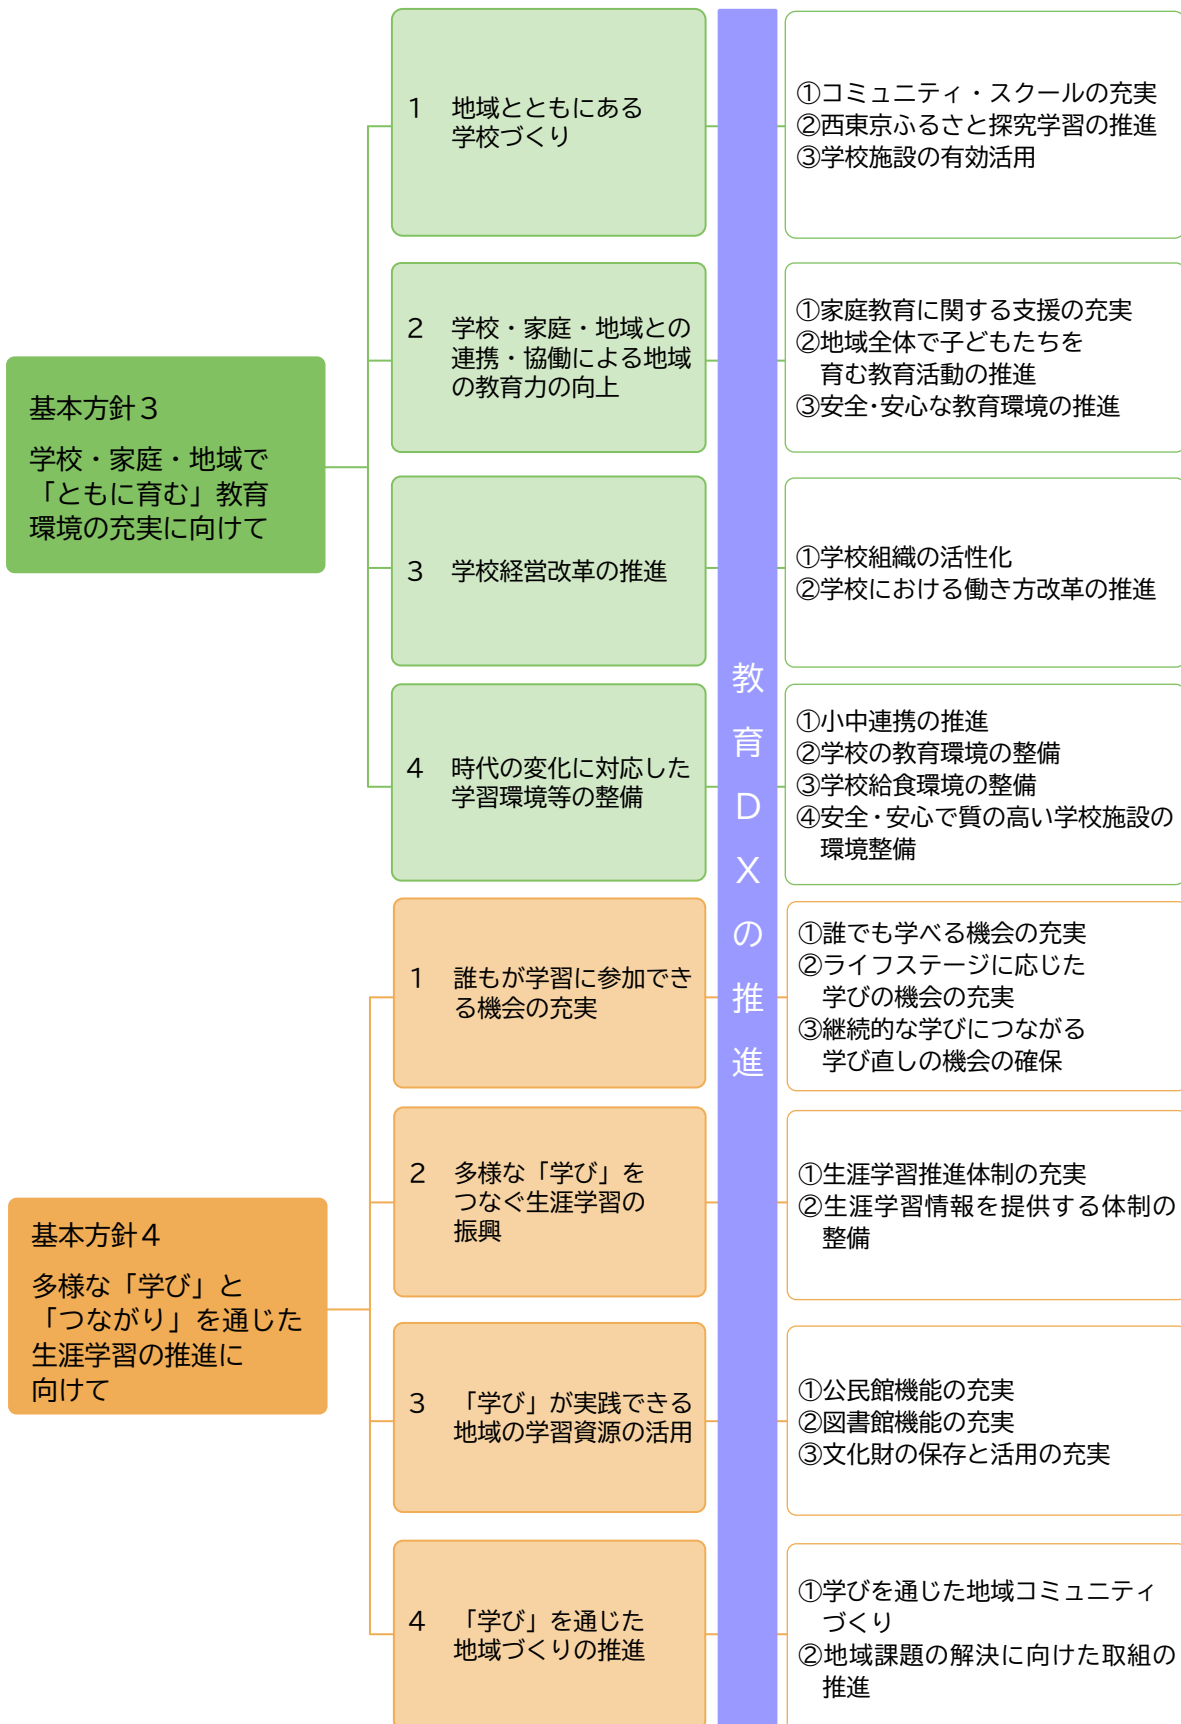 基本方針３
学校・家庭・地域で
「ともに育む」教育
環境の充実に向けて
１　地域とともにある
学校づくり
①コミュニティ・スクールの充実
②西東京ふるさと探究学習の推進
③学校施設の有効活用
２　学校・家庭・地域との
連携・協働による地域
の教育力の向上
①家庭教育に関する支援の充実
②地域全体で子どもたちを
育む教育活動の推進
③安全・安心な教育環境の推進
３　学校経営改革の推進
①学校組織の活性化
②学校における働き方改革の推進
４　時代の変化に対応した
学習環境等の整備
①小中連携の推進
②学校の教育環境の整備
③学校給食環境の整備
④安全・安心で質の高い学校施設の
環境整備
教育ＤＸの推進
基本方針４
多様な「学び」と
「つながり」を通じた
生涯学習の推進に
向けて
１　誰もが学習に参加でき
る機会の充実
①誰でも学べる機会の充実
②ライフステージに応じた
学びの機会の充実
③継続的な学びにつながる
学び直しの機会の確保
２　多様な「学び」を
つなぐ生涯学習の
振興
①生涯学習推進体制の充実
②生涯学習情報を提供する体制の
整備
３　「学び」が実践できる
地域の学習資源の活用
①公民館機能の充実
②図書館機能の充実
③文化財の保存と活用の充実
４　「学び」を通じた
地域づくりの推進
①学びを通じた地域コミュニティ
づくり
②地域課題の解決に向けた取組の
推進